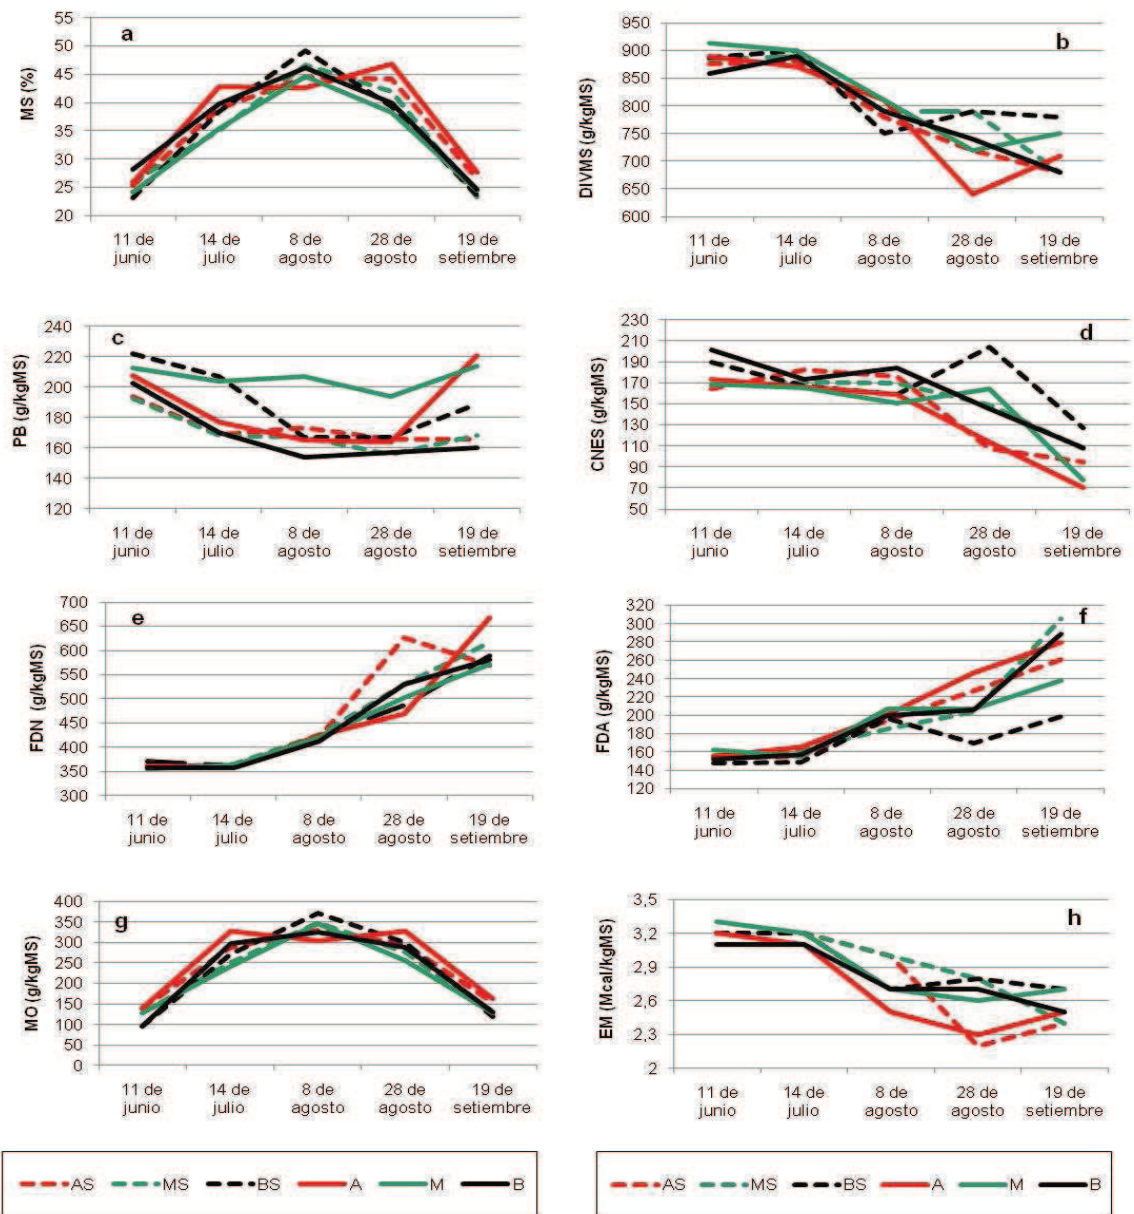 a
MS (%)
55
50
45
40
35
30
25
20
11 de junio
14 de julio
8 de agosto
28 de agosto
19 de setiembre
b
DIVMS (g/kgMS)
950
900
850
800
750
700
650
600
11 de junio
14 de julio
8 de agosto
28 de agosto
19 de setiembre
c
PB (g/kgMS)
240
220
200
180
160
140
120
11 de junio
14 de julio
8 de agosto
28 de agosto
19 de setiembre
d
CNES (g/kgMS)
230
210
190
170
150
130
110
90
70
50
11 de junio
14 de julio
8 de agosto
28 de agosto
19 de setiembre
e
FDN (g/kgMS)
700
650
600
550
500
450
400
350
300
11 de junio
14 de julio
8 de agosto
28 de agosto
19 de setiembre
f
FDA (g/kgMS)
320
300
280
260
240
220
200
180
160
140
120
11 de junio
14 de julio
8 de agosto
28 de agosto
19 de setiembre
g
MO (g/kgMS)
400
350
300
250
200
150
100
50
0
11 de junio
14 de julio
8 de agosto
28 de agosto
19 de setiembre
h
EM (Mcal/kgMS)
3,5
3,2
2,9
2,6
2,3
2
11 de junio
14 de julio
8 de agosto
28 de agosto
19 de setiembre
AS MS BS A M B
AS MS BS A M B